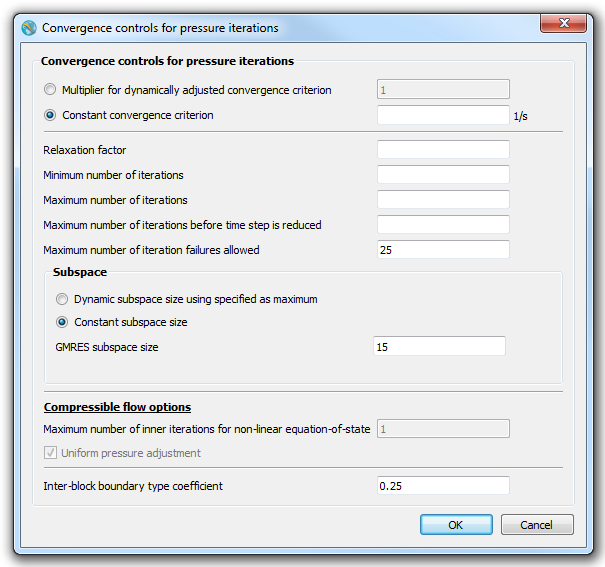 Convergence controls for pressure iterations
Convergence controls for pressure iterations
Multiplier for dynamically adjusted convergence criterion 1
Constant convergence criterion 1/s
Relaxation factor
Minimum number of iterations
Maximum number of iterations
Maximum number of iterations before time step is reduced
Maximum number of iteration failures allowed 25
Subspace
Dynamic subspace size using specified as maximum
Constant subspace size
GMRES subspace size 15
Compressible flow options
Maximum number of inner iterations for non-linear equation-of-state 1
Uniform pressure adjustment
Inter-block boundary type coefficient 0.25
OK Cancel